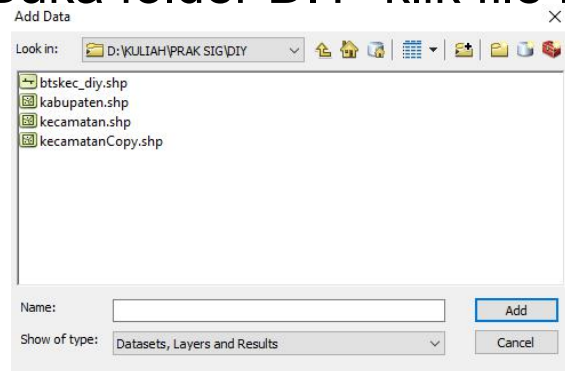 Add Data
Look in: D:\KULIAH\PRAK SIG\DIY
btskec_diy.shp
kabupaten.shp
kecamatan.shp
kecamatanCopy.shp
Name:
Add
Show of type: Datasets, Layers and Results
Cancel